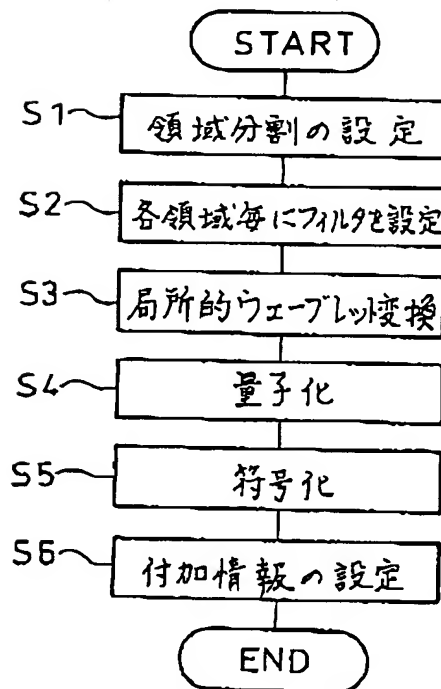 START
S1 領域分割の設定
S2 各領域毎にフィルタを設定
S3 局所的ウェーブレット変換
S4 量子化
S5 符号化
S6 付加情報の設定
END